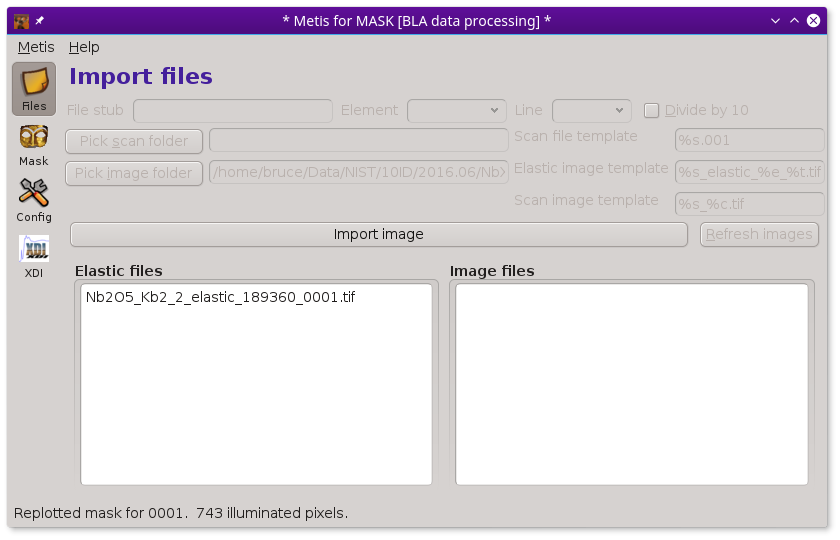 * Metis for MASK [BLA data processing] *
Metis Help
Import files
Files
File stub Element Line Divide by 10
Pick scan folder Scan file template %s.001
Mask
Pick image folder /home/bruce/Data/NIST/10ID/2016.06/Nb Elastic image template %s_elastic_%e_%t.tif
Config
Scan image template %s_%c.tif
Import image Refresh images
XDI
XDI
Elastic files Image files
Nb2O5_Kb2_2_elastic_189360_0001.tif
Replotted mask for 0001. 743 illuminated pixels.